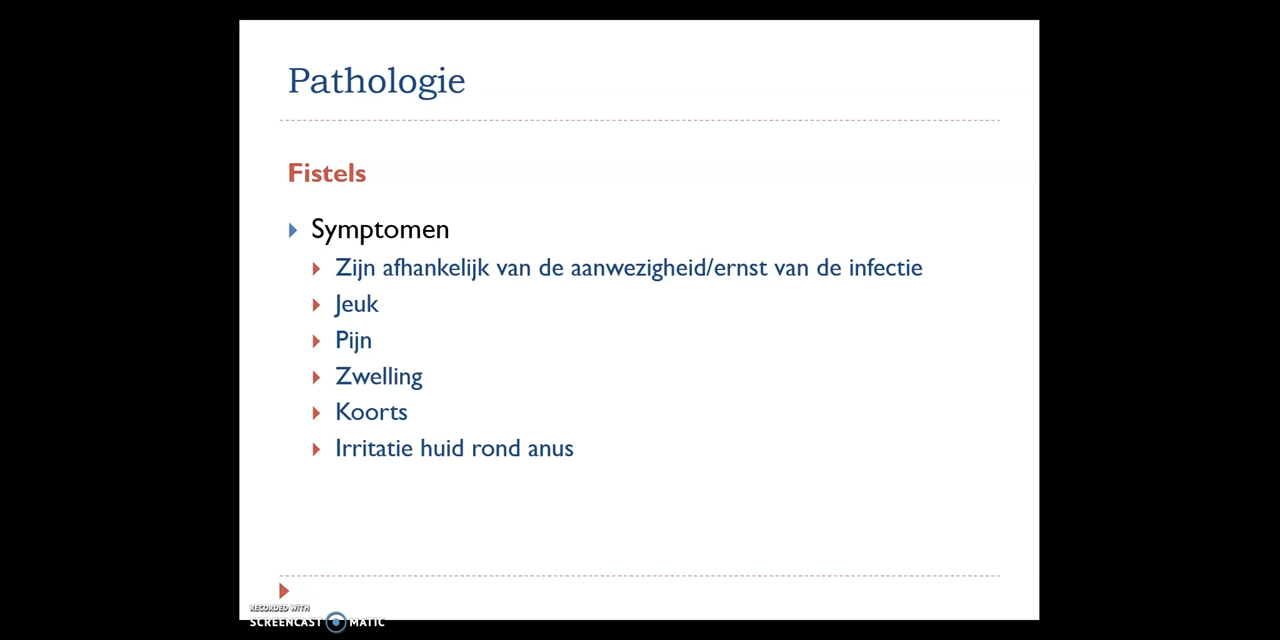 Pathologie
Fistels
Symptomen
Zijn afhankelijk van de aanwezigheid/ernst van de infectie
Jeuk
Pijn
Zwelling
Koorts
Irritatie huid rond anus
RECORDED WITH
SCREENCAST MATIC